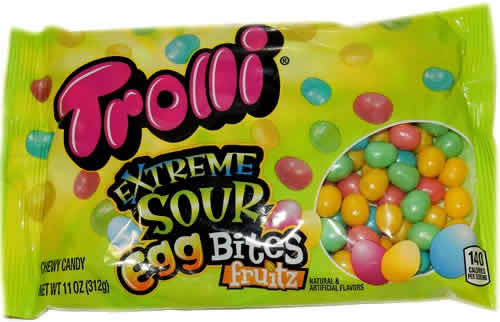 Trolli®
EXTREME
SOUR
egg Bites
fruitz
CHEWY CANDY
NET WT 11 OZ (312g)
NATURAL &
ARTIFICIAL FLAVORS
140
CALORIES
PER SERVING